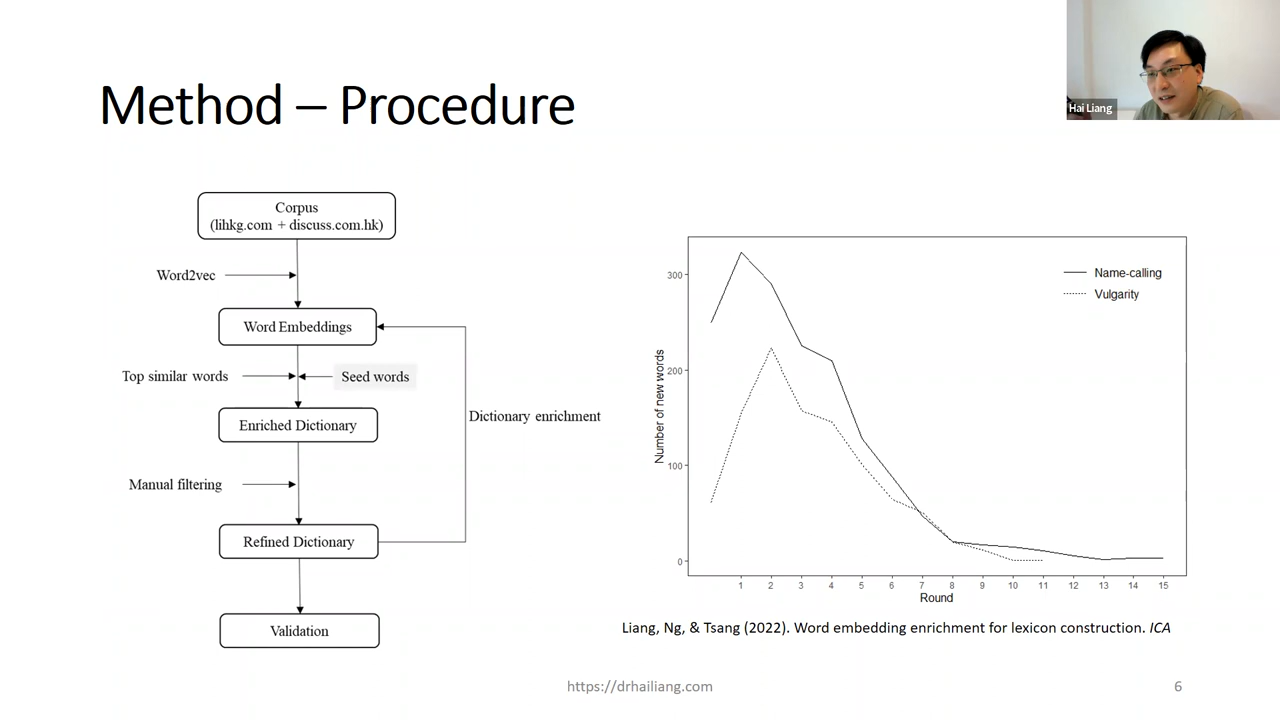 Hai Liang
Method – Procedure
Corpus
(lihkg.com + discuss.com.hk)
Word2vec
Word Embeddings
Top similar words
Seed words
Enriched Dictionary
Dictionary enrichment
Manual filtering
Refined Dictionary
Validation
Number of new words
300
200
100
0
Name-calling
Vulgarity
1 2 3 4 5 6 7 8 9 10 11 12 13 14 15
Round
Liang, Ng, & Tsang (2022). Word embedding enrichment for lexicon construction. ICA
https://drhailiang.com
6